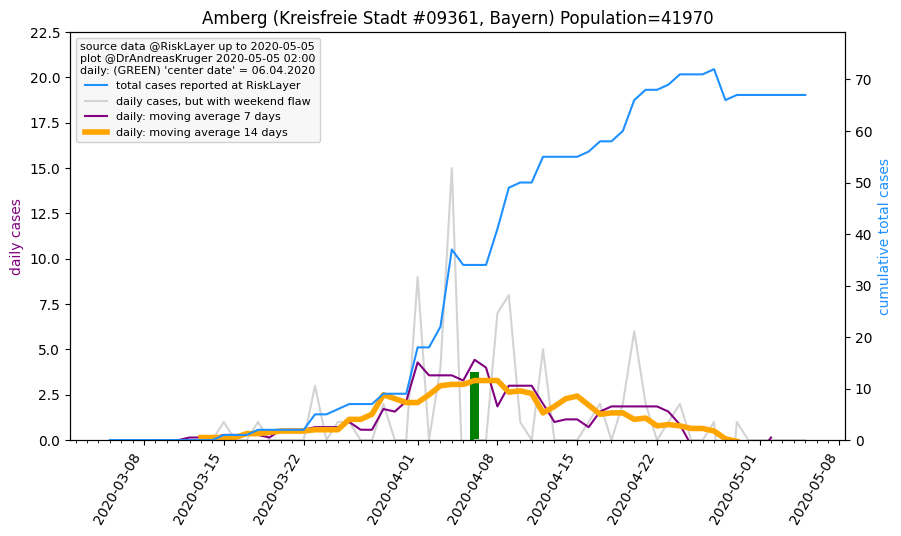 Amberg (Kreisfreie Stadt #09361, Bayern) Population=41970
source data @RiskLayer up to 2020-05-05
plot @DrAndreasKruger 2020-05-05 02:00
daily: (GREEN) 'center date' = 06.04.2020
total cases reported at RiskLayer
daily cases, but with weekend flaw
daily: moving average 7 days
daily: moving average 14 days
daily cases
22.5
20.0
17.5
15.0
12.5
10.0
7.5
5.0
2.5
0.0
70
60
50
40
30
20
10
0
cumulative total cases
2020-03-08
2020-03-15
2020-03-22
2020-04-01
2020-04-08
2020-04-15
2020-04-22
2020-05-01
2020-05-08